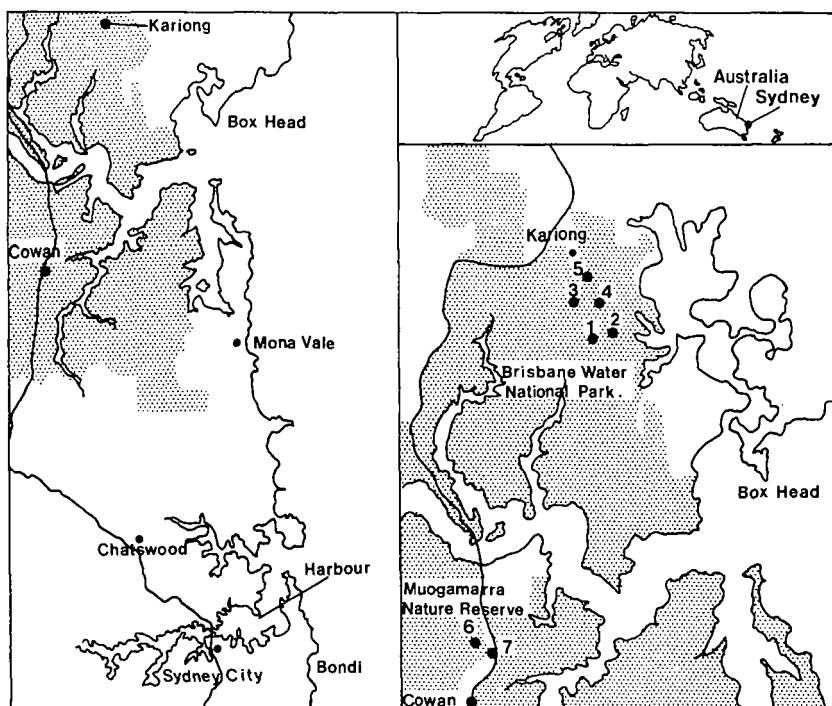 Kariong
Box Head
Cowan
Mona Vale
Chatswood
Harbour
Sydney City
Bondi
Australia
Sydney
Kariong
5
3
4
1
2
Brisbane Water
National Park.
Box Head
Muogamarra
Nature Reserve
6
7
Cowan